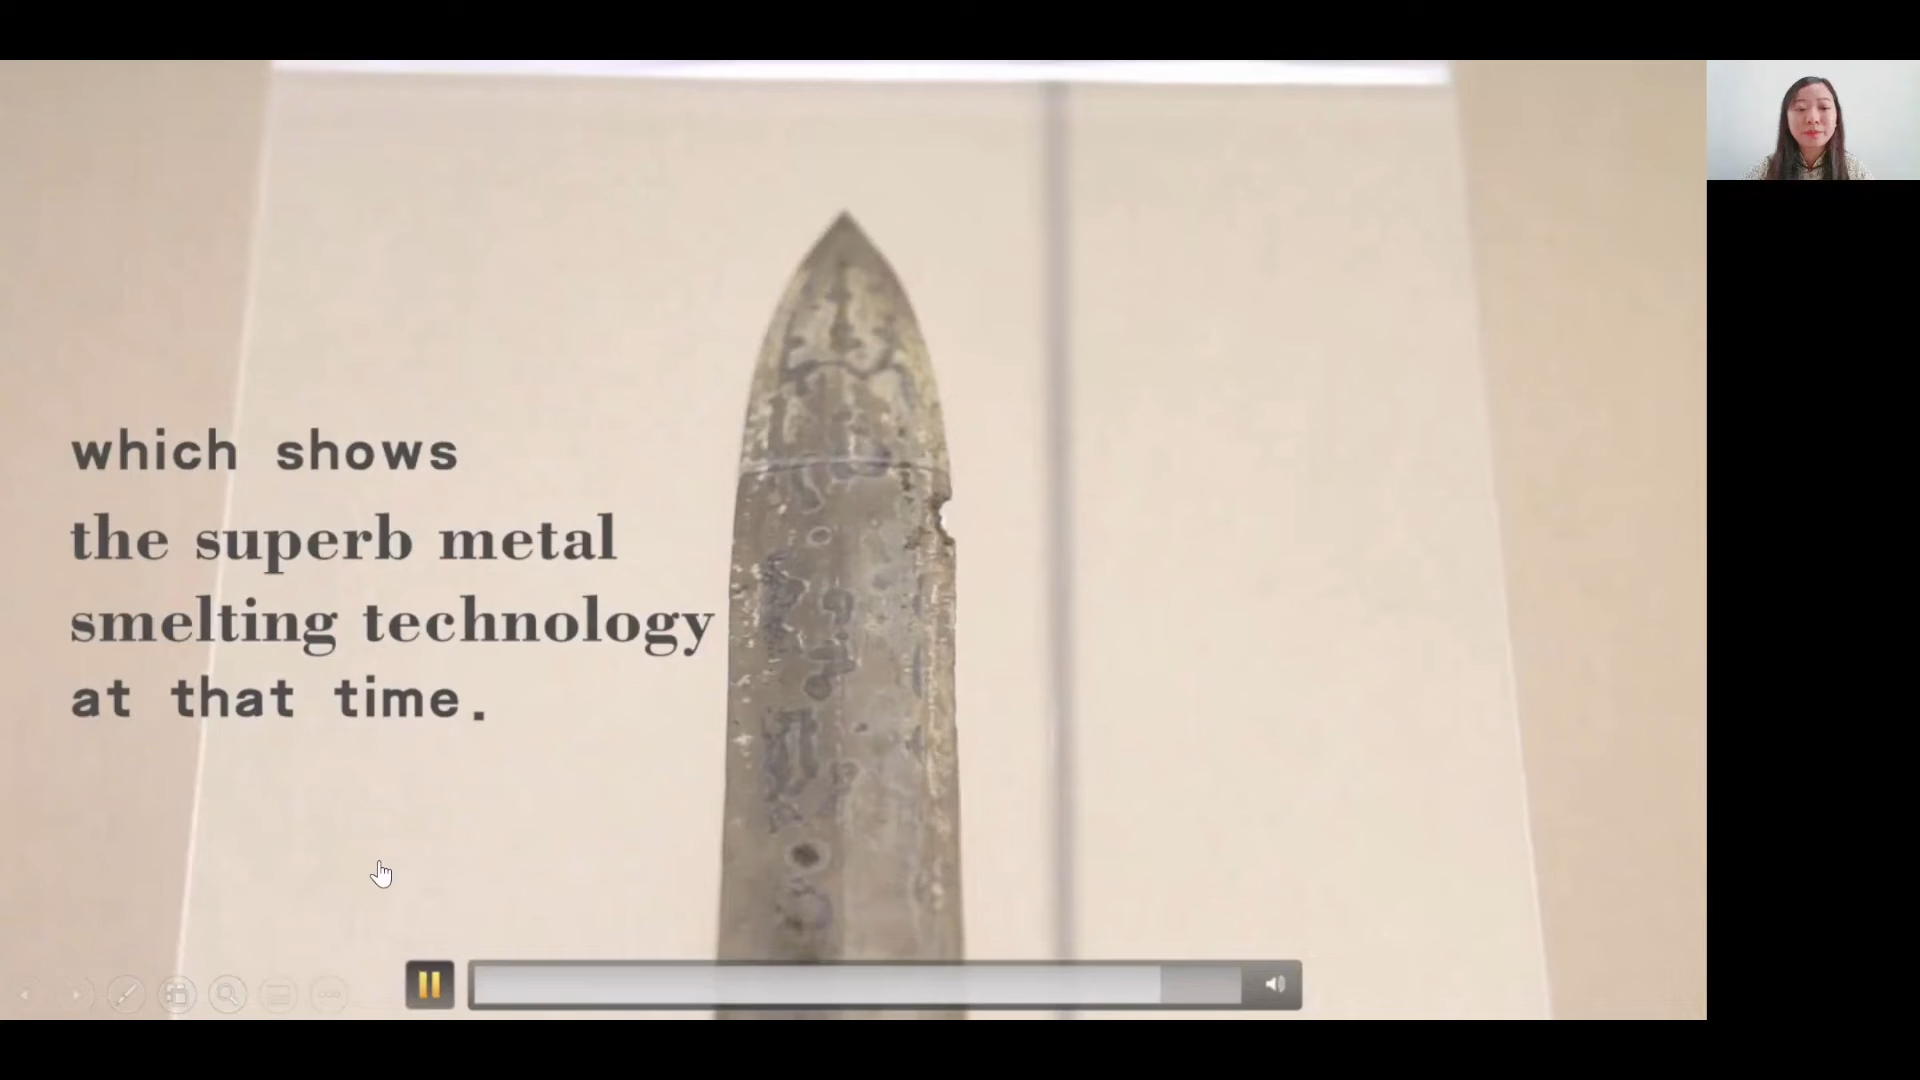 which shows
the superb metal
smelting technology
at that time.